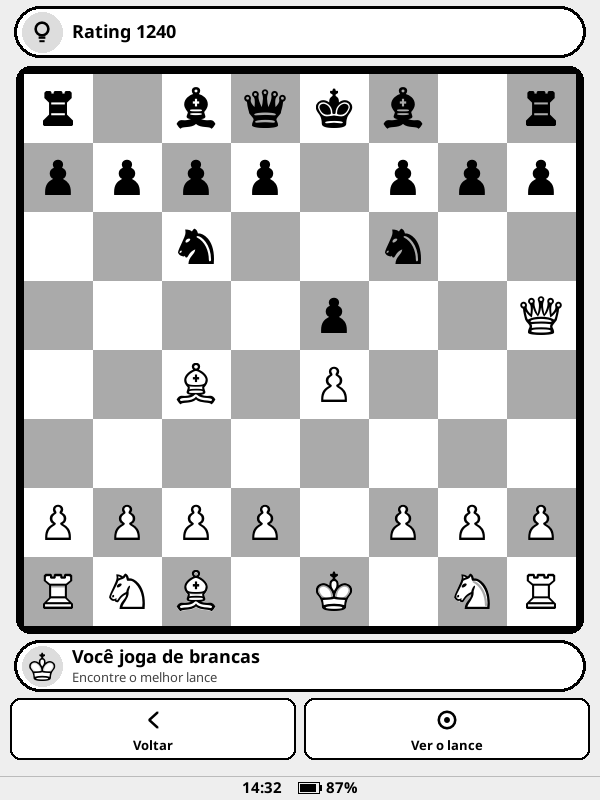 Rating 1240
Você joga de brancas
Encontre o melhor lance
Voltar
Ver o lance
14:32
87%